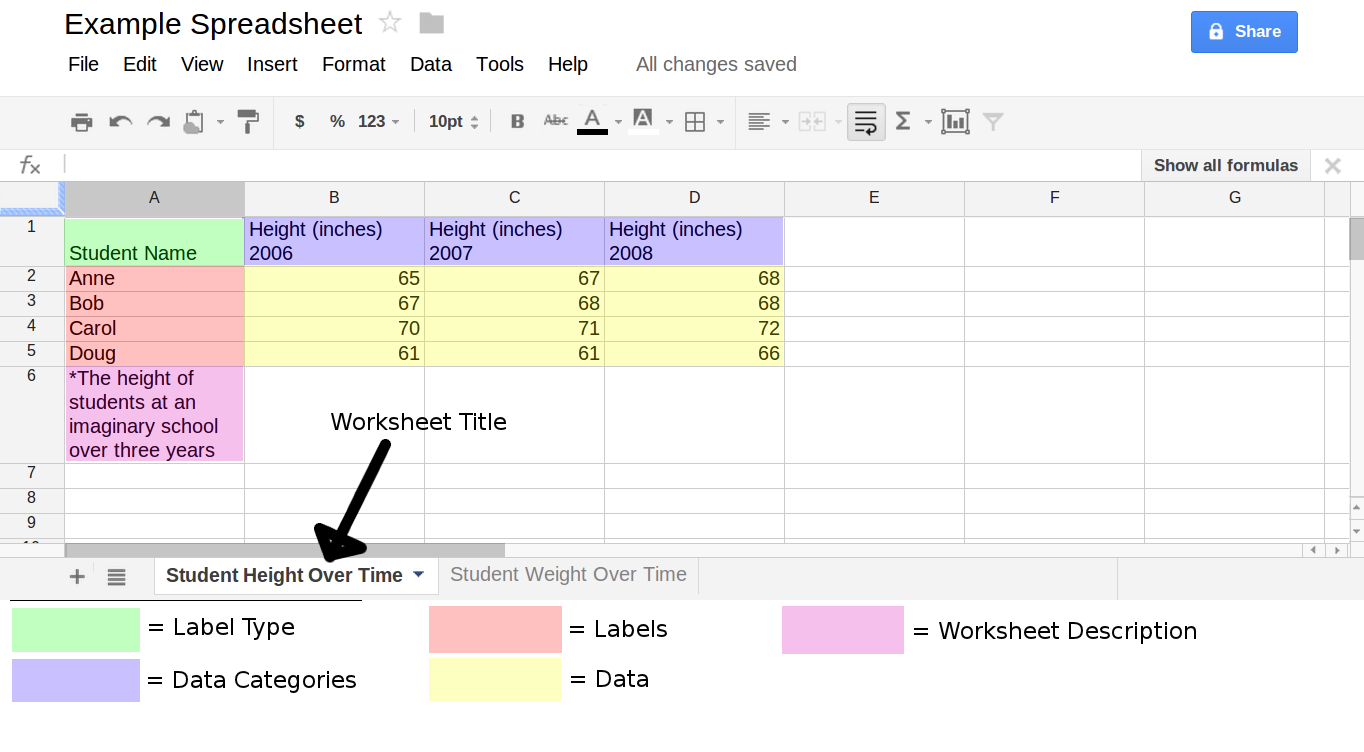 Example Spreadsheet
Share
File Edit View Insert Format Data Tools Help All changes saved
$ % 123 10pt B Abc A A Σ
fx Show all formulas
A B C D E F G
1 Student Name Height (inches) 2006 Height (inches) 2007 Height (inches) 2008
2 Anne 65 67 68
3 Bob 67 68 68
4 Carol 70 71 72
5 Doug 61 61 66
6 *The height of
students at an
imaginary school
over three years
Worksheet Title
7
8
9
Student Height Over Time Student Weight Over Time
= Label Type = Labels = Worksheet Description
= Data Categories = Data